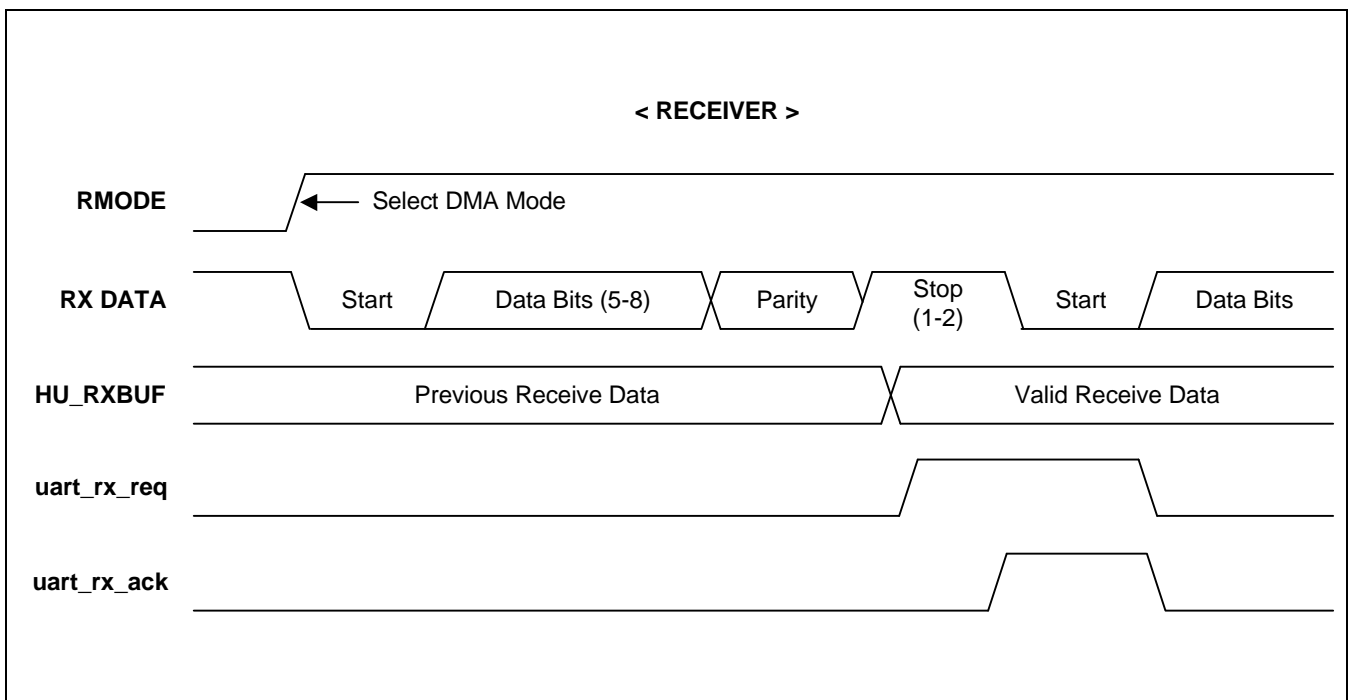 < RECEIVER >
RMODE
Select DMA Mode
RX DATA
Start
Data Bits (5-8)
Parity
Stop
(1-2)
Start
Data Bits
HU_RXBUF
Previous Receive Data
Valid Receive Data
uart_rx_req
uart_rx_ack